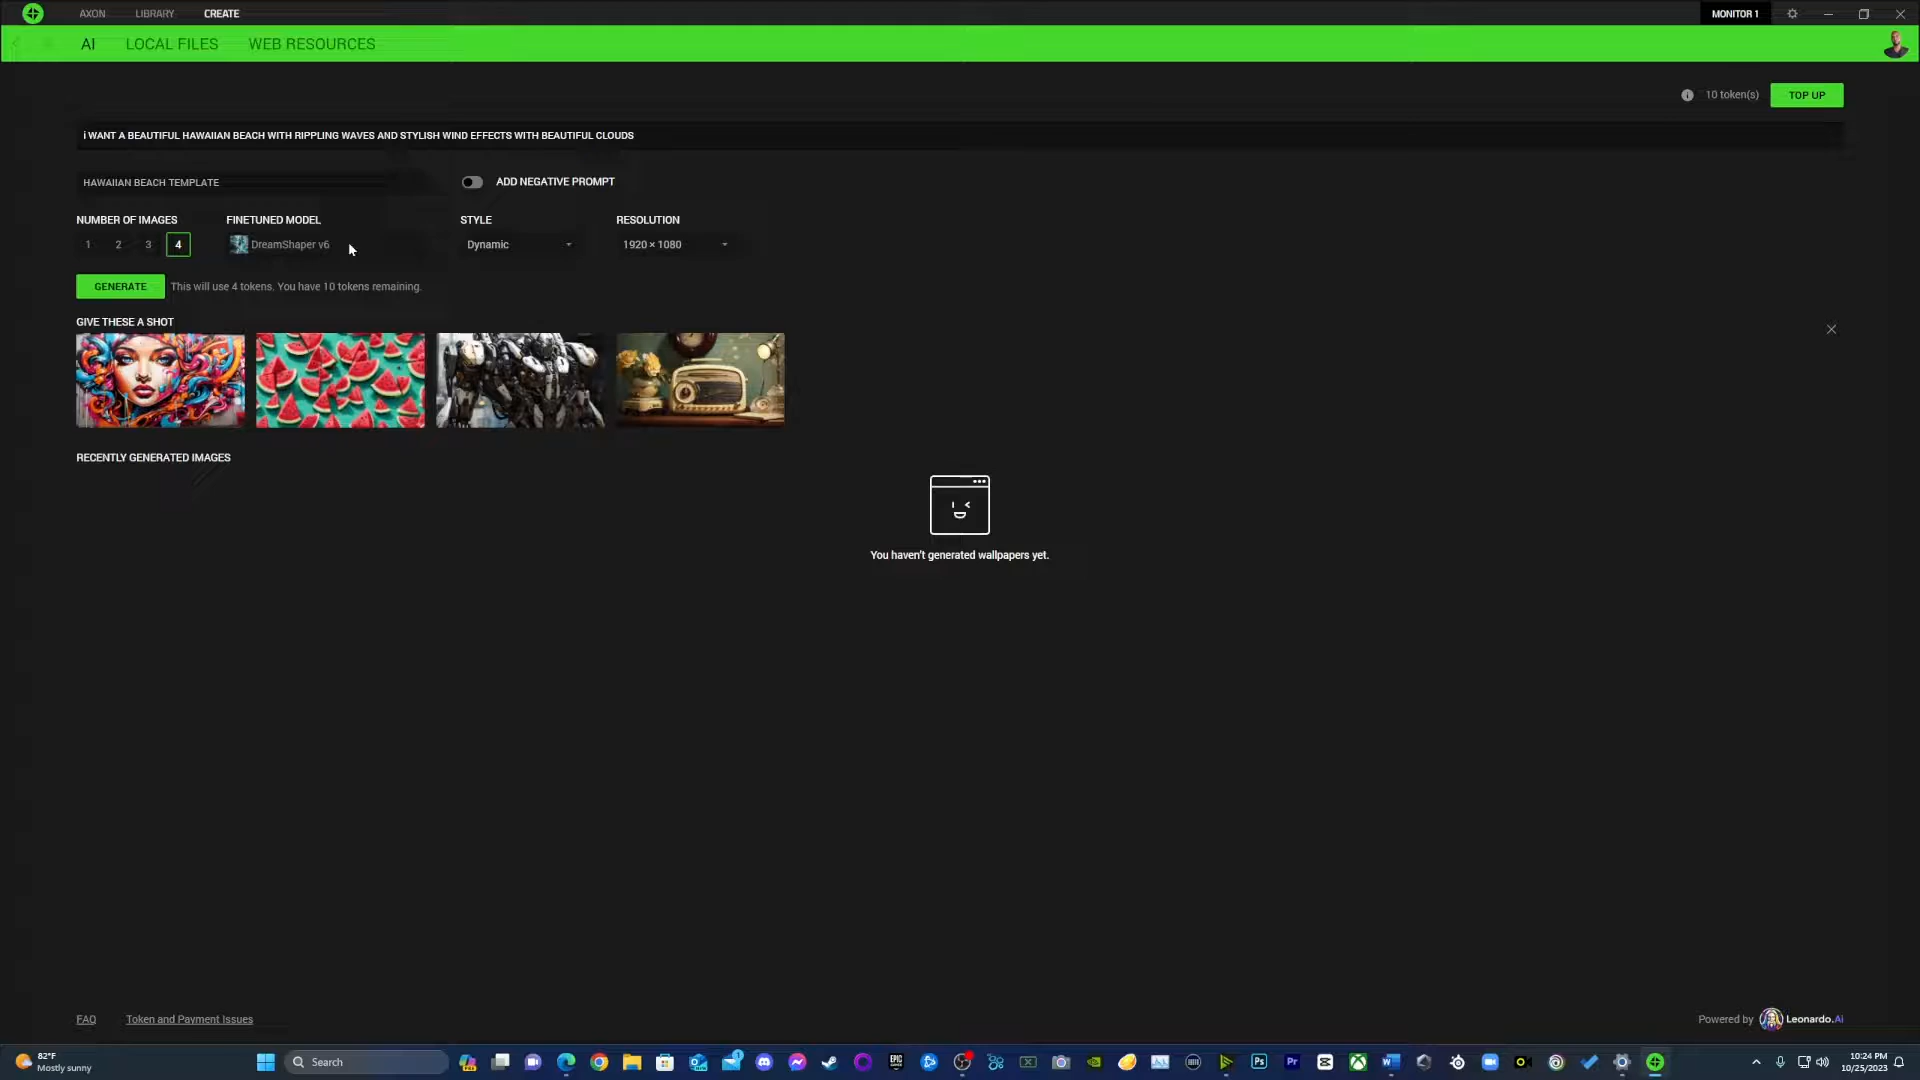 AXON LIBRARY CREATE MONITOR 1
AI LOCAL FILES WEB RESOURCES
10 token(s) TOP UP
i WANT A BEAUTIFUL HAWAIIAN BEACH WITH RIPPLING WAVES AND STYLISH WIND EFFECTS WITH BEAUTIFUL CLOUDS
HAWAIIAN BEACH TEMPLATE ADD NEGATIVE PROMPT
NUMBER OF IMAGES FINETUNED MODEL STYLE RESOLUTION
1 2 3 4 DreamShaper v6 Dynamic 1920 × 1080
GENERATE This will use 4 tokens. You have 10 tokens remaining.
GIVE THESE A SHOT
RECENTLY GENERATED IMAGES
You haven't generated wallpapers yet.
FAQ Token and Payment Issues Powered by Leonardo.Ai
82°F
Mostly sunny
Search
10:24 PM
10/25/2023